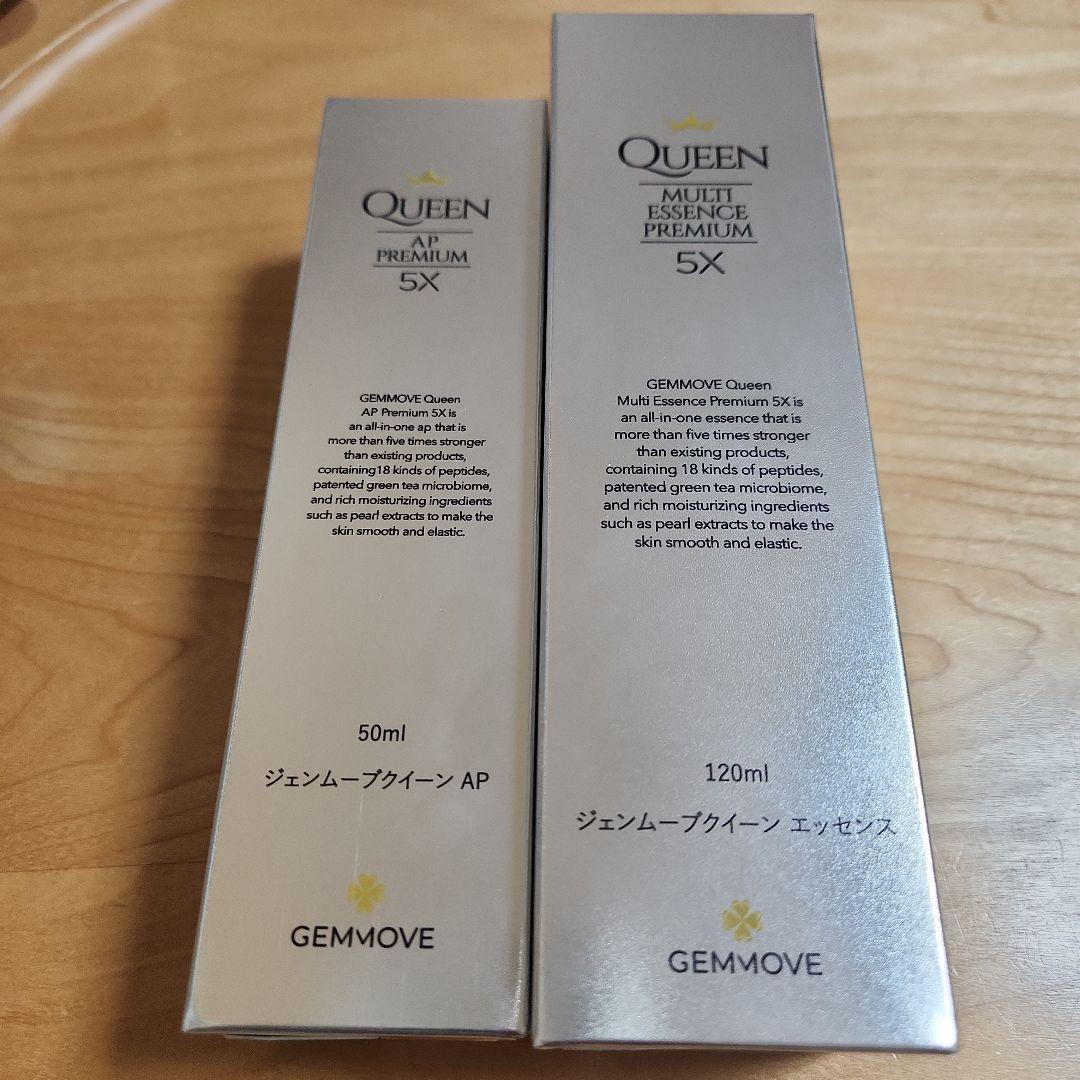 QUEEN
AP
PREMIUM
5X
GEMMOVE Queen
AP Premium 5X is
an all-in-one ap that is
more than five times stronger
than existing products,
containing18 kinds of peptides,
patented green tea microbiome,
and rich moisturizing ingredients
such as pearl extracts to make the
skin smooth and elastic.
50ml
ジェンムーブクイーン AP
GEMMOVE
QUEEN
MULTI
ESSENCE
PREMIUM
5X
GEMMOVE Queen
Multi Essence Premium 5X is
an all-in-one essence that is
more than five times stronger
than existing products,
containing 18 kinds of peptides,
patented green tea microbiome,
and rich moisturizing ingredients
such as pearl extracts to make the
skin smooth and elastic.
120ml
ジェンムーブクイーン エッセンス
GEMMOVE